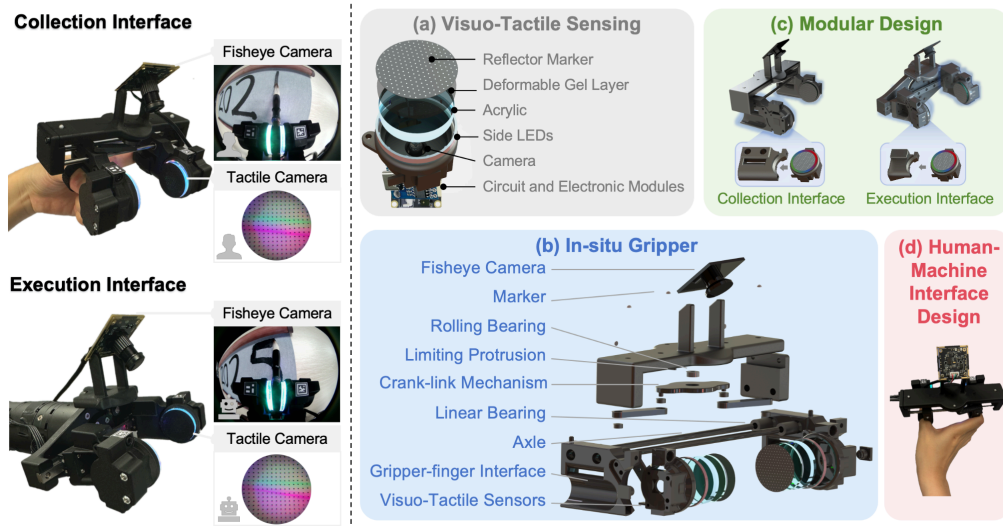 Collection Interface
Fisheye Camera
Tactile Camera
Execution Interface
Fisheye Camera
Tactile Camera
(a) Visuo-Tactile Sensing
Reflector Marker
Deformable Gel Layer
Acrylic
Side LEDs
Camera
Circuit and Electronic Modules
(c) Modular Design
Collection Interface
Execution Interface
(b) In-situ Gripper
Fisheye Camera
Marker
Rolling Bearing
Limiting Protrusion
Crank-link Mechanism
Linear Bearing
Axle
Gripper-finger Interface
Visuo-Tactile Sensors
(d) Human-
Machine
Interface
Design